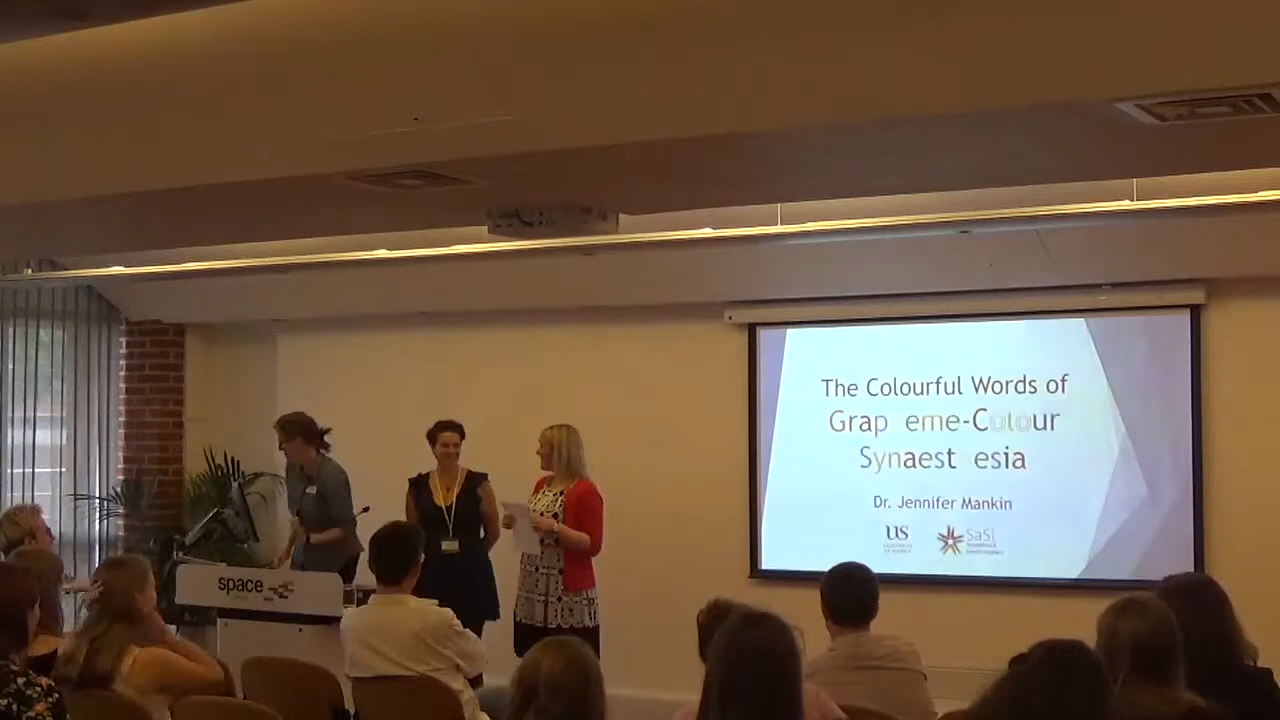 The Colourful Words of
Grap eme-Colour
Synaest esia
Dr. Jennifer Mankin
US
SaSi
space